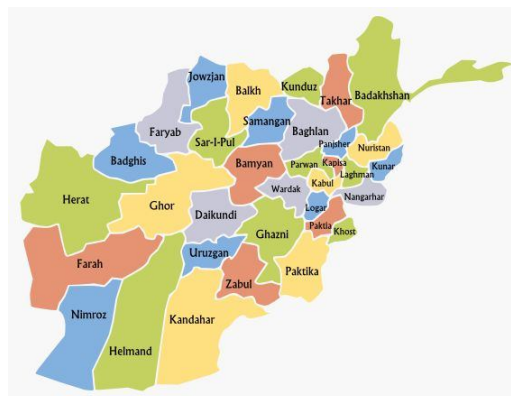 Jowzjan
Balkh
Kunduz
Takhar
Badakhshan
Faryab
Samangan
Baghlan
Sar-I-Pul
Panjsher
Nuristan
Badghis
Bamyan
Parwan
Kapisa
Kunar
Laghman
Kabul
Wardak
Nangarhar
Herat
Ghor
Daikundi
Logar
Paktia
Khost
Ghazni
Uruzgan
Farah
Paktika
Zabul
Nimroz
Kandahar
Helmand